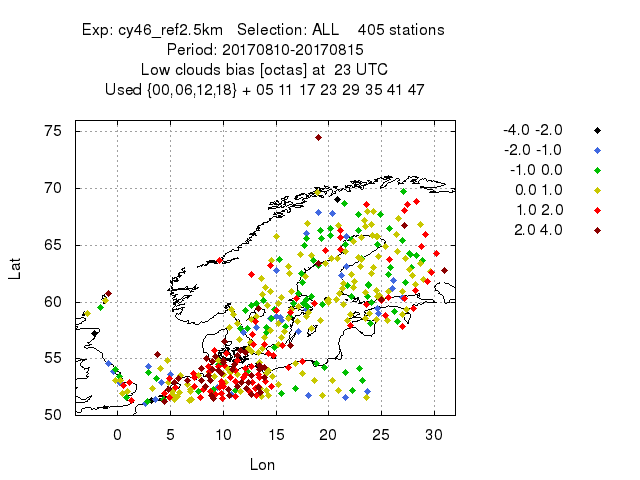 Exp: cy46_ref2.5km   Selection: ALL    405 stations
Period: 20170810-20170815
Low clouds bias [octas] at  23 UTC
Used {00,06,12,18} + 05 11 17 23 29 35 41 47
75
70
65
60
55
50
Lat
0 5 10 15 20 25 30
Lon
-4.0 -2.0
-2.0 -1.0
-1.0 0.0
0.0 1.0
1.0 2.0
2.0 4.0